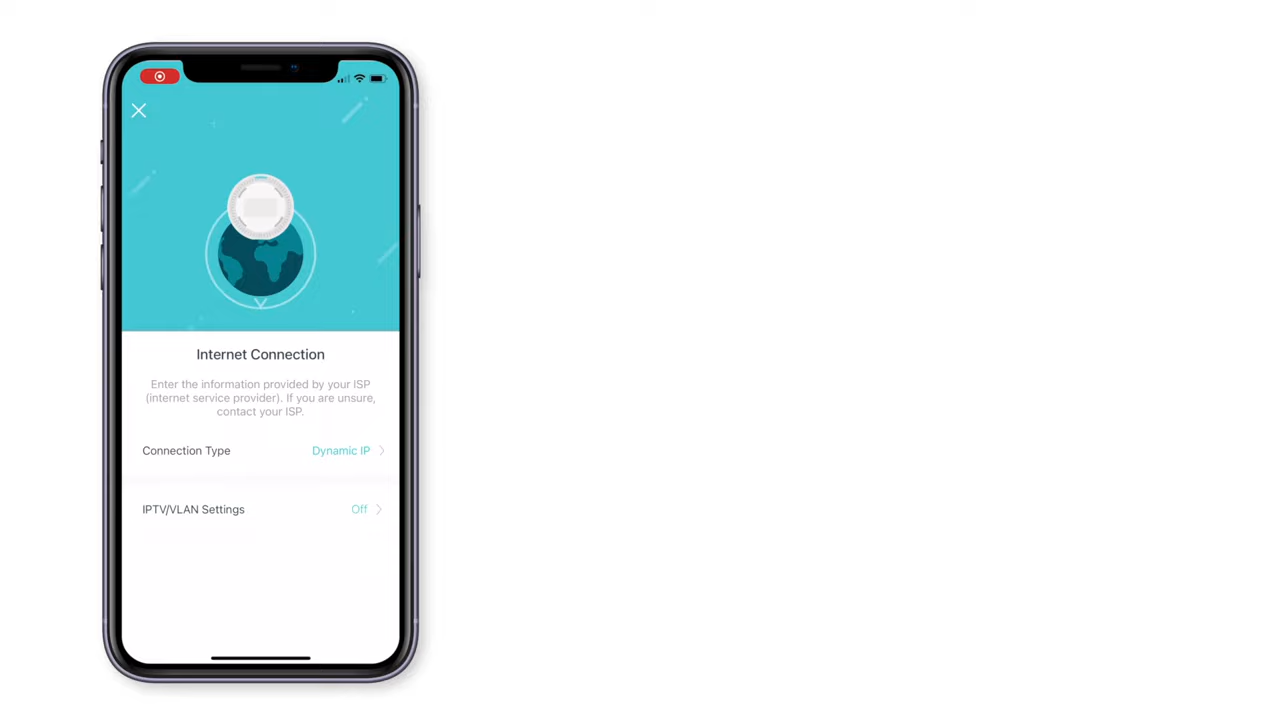 Internet Connection
Enter the information provided by your ISP
(internet service provider). If you are unsure,
contact your ISP.
Connection Type Dynamic IP
IPTV/VLAN Settings Off